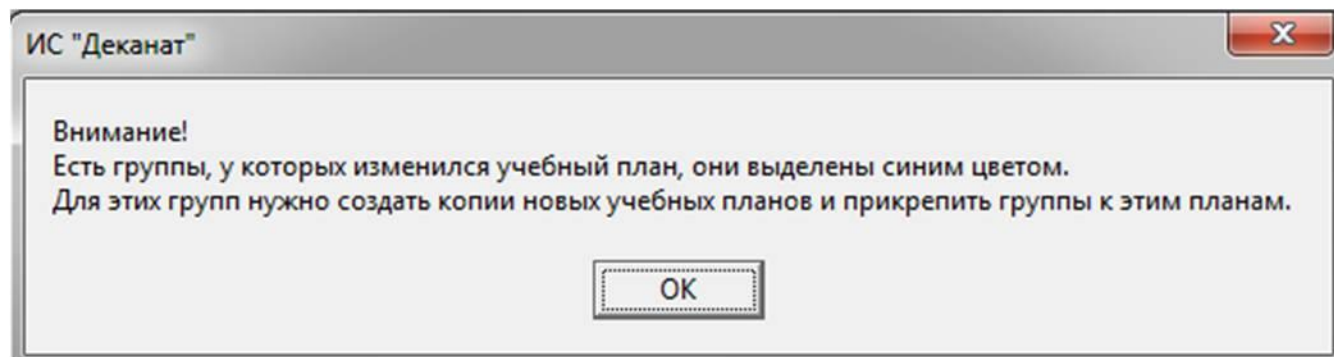 ИС "Деканат"
Внимание!
Есть группы, у которых изменился учебный план, они выделены синим цветом.
Для этих групп нужно создать копии новых учебных планов и прикрепить группы к этим планам.
ОК